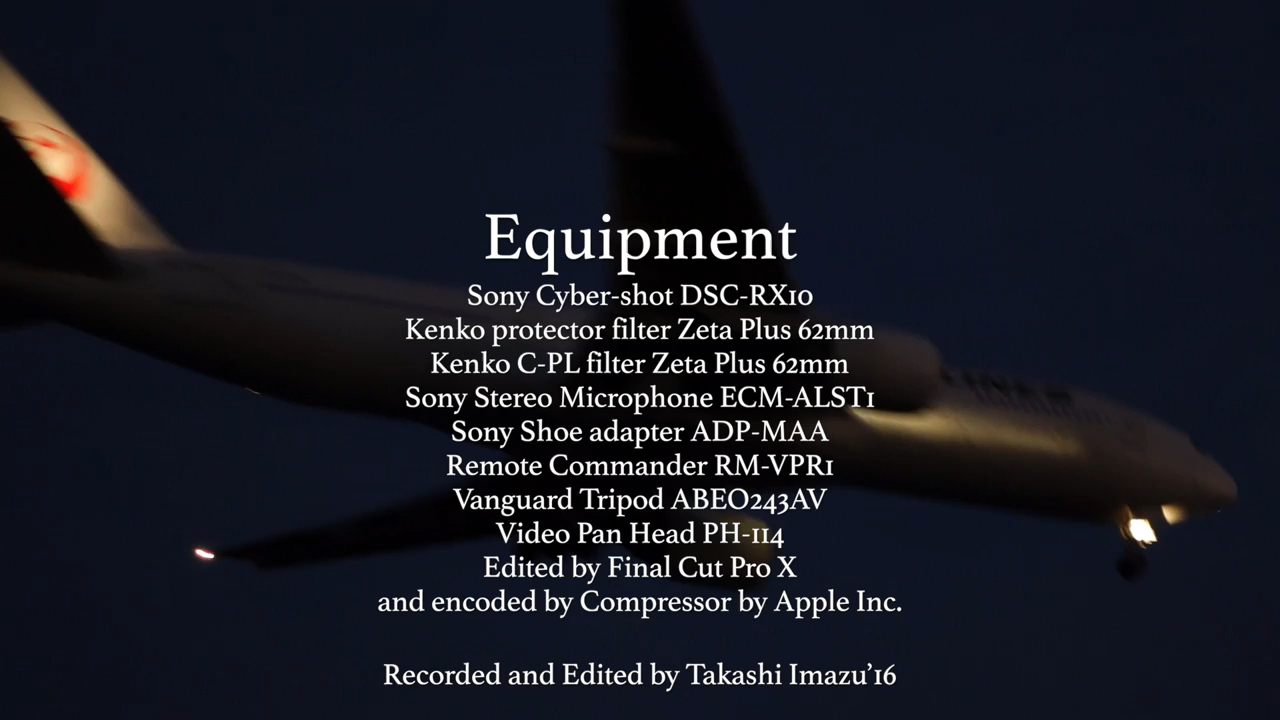 Equipment
Sony Cyber-shot DSC-RX10
Kenko protector filter Zeta Plus 62mm
Kenko C-PL filter Zeta Plus 62mm
Sony Stereo Microphone ECM-ALST1
Sony Shoe adapter ADP-MAA
Remote Commander RM-VPR1
Vanguard Tripod ABEO243AV
Video Pan Head PH-114
Edited by Final Cut Pro X
and encoded by Compressor by Apple Inc.
Recorded and Edited by Takashi Imazu’16